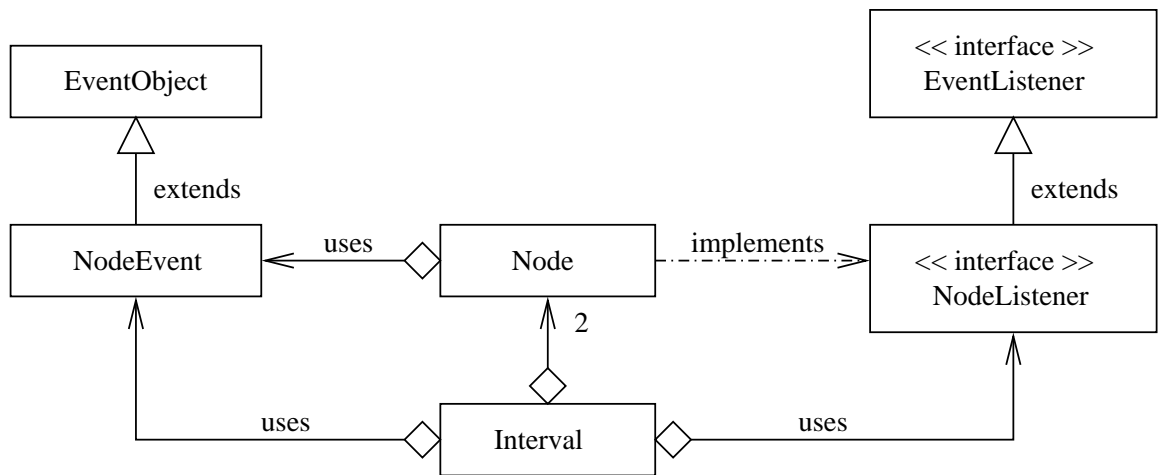 EventObject
<< interface >>
EventListener
extends
extends
NodeEvent
uses
Node
implements
<< interface >>
NodeListener
2
uses
Interval
uses